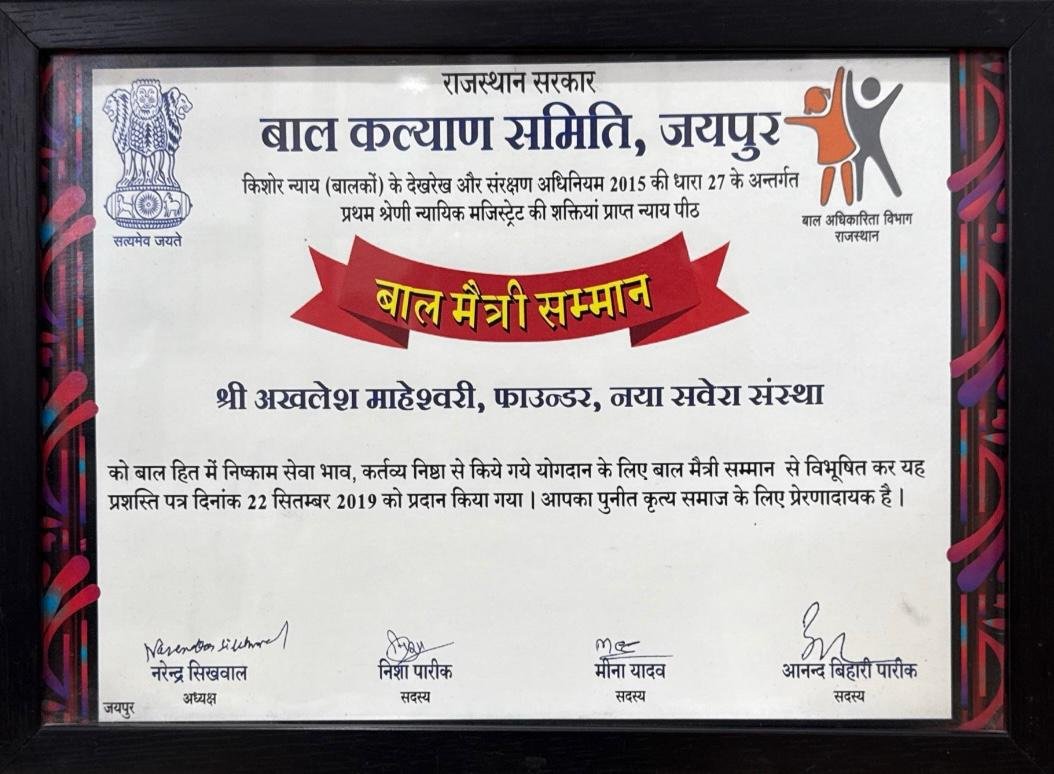 राजस्थान सरकार
बाल कल्याण समिति, जयपुर
किशोर न्याय (बालकों) के देखरेख और संरक्षण अधिनियम 2015 की धारा 27 के अन्तर्गत
प्रथम श्रेणी न्यायिक मजिस्ट्रेट की शक्तियां प्राप्त न्याय पीठ
सत्यमेव जयते
बाल अधिकारिता विभाग
राजस्थान
बाल मैत्री सम्मान
श्री अखलेश माहेश्वरी, फाउन्डर, नया सवेरा संस्था
को बाल हित में निष्काम सेवा भाव, कर्तव्य निष्ठा से किये गये योगदान के लिए बाल मैत्री सम्मान से विभूषित कर यह
प्रशस्ति पत्र दिनांक 22 सितम्बर 2019 को प्रदान किया गया । आपका पुनीत कृत्य समाज के लिए प्रेरणादायक है ।
नरेन्द्र सिखवाल
अध्यक्ष
निशा पारीक
सदस्य
मीना यादव
सदस्य
आनन्द बिहारी पारीक
सदस्य
जयपुर